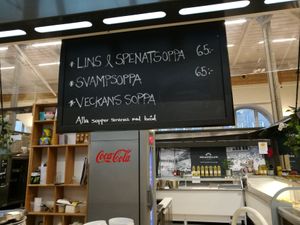 * LINS & SPENATSOPPA 65:-
* SVAMPSOPPA 65:-
* VECKANS SOPPA
Alla soppor serveras med bröd
Coca-Cola